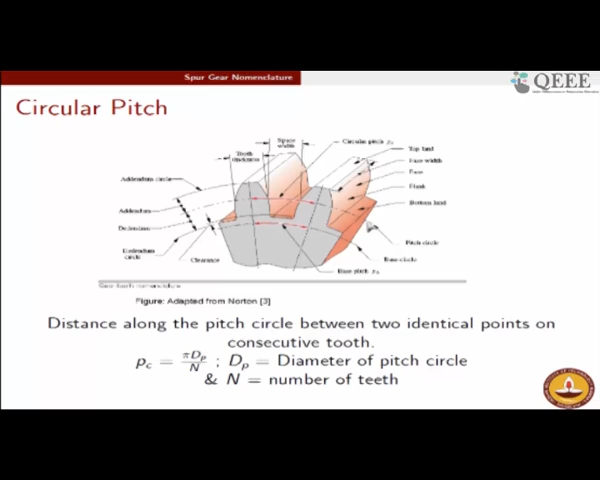 Spur Gear Nomenclature
QEEE
Circular Pitch
Space
width
Circular pitch
Tooth
thickness
Top land
Face width
Face
Flank
Bottom land
Addendum circle
Addendum
Dedendum
Dedendum
circle
Clearance
Pitch circle
Base circle
Base pitch
Gear tooth nomenclature
Figure: Adapted from Norton [3]
Distance along the pitch circle between two identical points on
consecutive tooth.
p_c = πD_p/N ; D_p = Diameter of pitch circle
& N = number of teeth